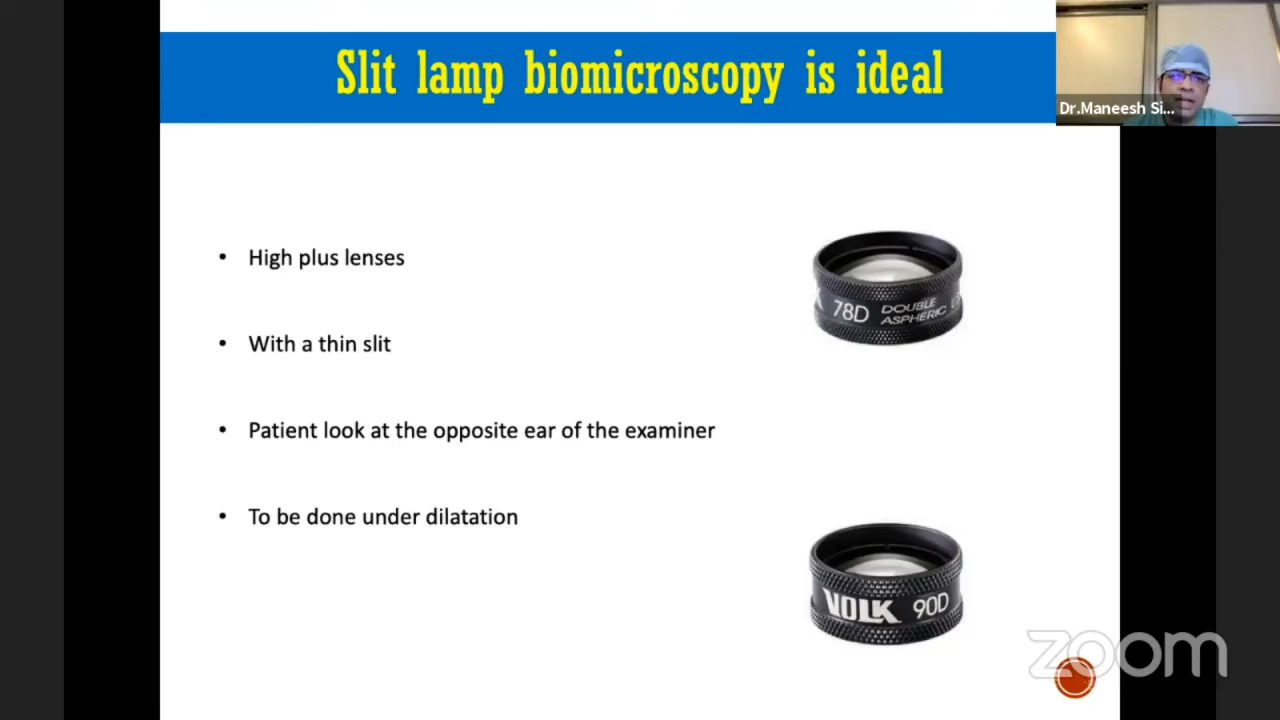 Slit lamp biomicroscopy is ideal
Dr.Maneesh Si...
• High plus lenses
• With a thin slit
• Patient look at the opposite ear of the examiner
• To be done under dilatation
78D DOUBLE
ASPHERIC
VOLK 90D
zoom